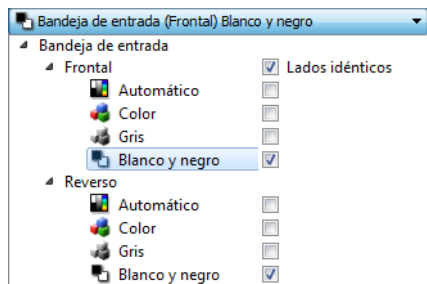 Bandeja de entrada (Frontal) Blanco y negro
Bandeja de entrada
Frontal Lados idénticos
Automático
Color
Gris
Blanco y negro
Reverso
Automático
Color
Gris
Blanco y negro